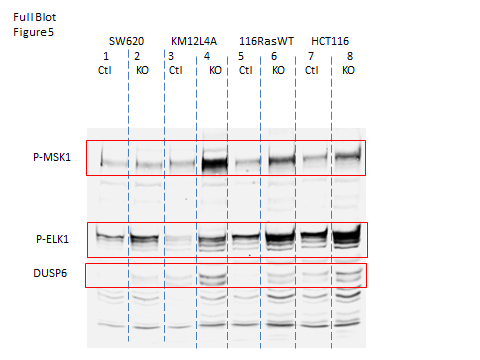 Full Blot
Figure5
SW620 KM12L4A 116RasWT HCT116
1 2 3 4 5 6 7 8
Ctl KO Ctl KO Ctl KO Ctl KO
P-MSK1
P-ELK1
DUSP6